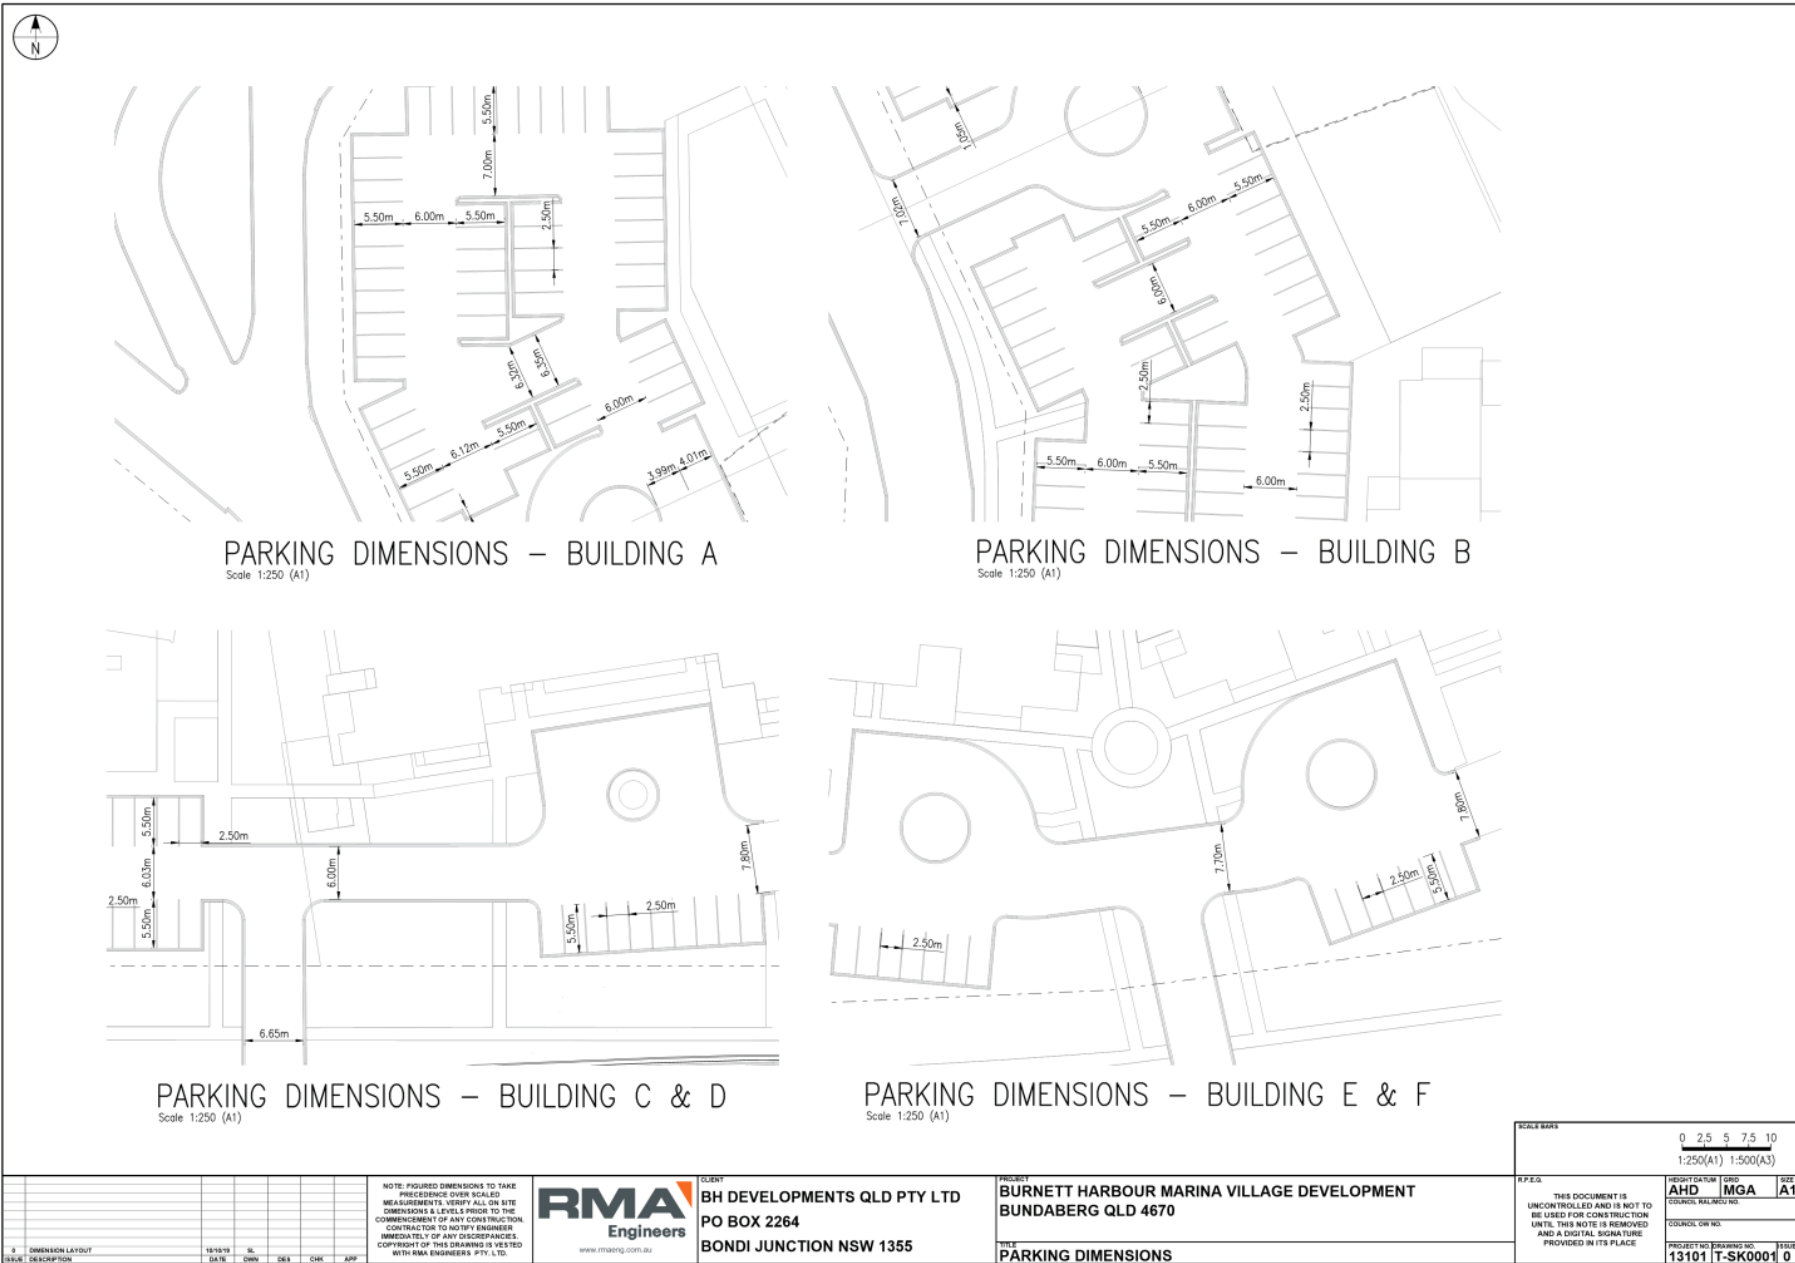 N
5.50m
7.00m
5.50m
6.00m
5.50m
2.50m
6.32m
6.35m
6.00m
5.50m
6.12m
5.50m
3.99m
4.01m
PARKING DIMENSIONS - BUILDING A
Scale 1:250 (A1)
1.05m
7.02m
5.50m
6.00m
5.50m
6.00m
2.50m
2.50m
5.50m
6.00m
5.50m
6.00m
PARKING DIMENSIONS - BUILDING B
Scale 1:250 (A1)
5.50m
2.50m
6.03m
6.00m
2.50m
5.50m
7.80m
5.50m
2.50m
6.65m
PARKING DIMENSIONS - BUILDING C & D
Scale 1:250 (A1)
7.80m
7.70m
2.50m
5.50m
2.50m
PARKING DIMENSIONS - BUILDING E & F
Scale 1:250 (A1)
SCALE BARS
0 2.5 5 7.5 10
1:250(A1) 1:500(A3)
0 DIMENSION LAYOUT 18/10/19 SL
ISSUE DESCRIPTION DATE DWN DES CHK APP
NOTE: FIGURED DIMENSIONS TO TAKE
PRECEDENCE OVER SCALED
MEASUREMENTS. VERIFY ALL ON SITE
DIMENSIONS & LEVELS PRIOR TO THE
COMMENCEMENT OF ANY CONSTRUCTION.
CONTRACTOR TO NOTIFY ENGINEER
IMMEDIATELY OF ANY DISCREPANCIES.
COPYRIGHT OF THIS DRAWING IS VESTED
WITH RMA ENGINEERS PTY. LTD.
RMA
Engineers
www.rmaeng.com.au
CLIENT
BH DEVELOPMENTS QLD PTY LTD
PO BOX 2264
BONDI JUNCTION NSW 1355
PROJECT
BURNETT HARBOUR MARINA VILLAGE DEVELOPMENT
BUNDABERG QLD 4670
TITLE
PARKING DIMENSIONS
R.P.E.Q.
THIS DOCUMENT IS
UNCONTROLLED AND IS NOT TO
BE USED FOR CONSTRUCTION
UNTIL THIS NOTE IS REMOVED
AND A DIGITAL SIGNATURE
PROVIDED IN ITS PLACE
HEIGHT DATUM GRID SIZE
AHD MGA A1
COUNCIL RAL/MCU NO.
COUNCIL OW NO.
PROJECT NO. DRAWING NO. ISSUE
13101 T-SK0001 0